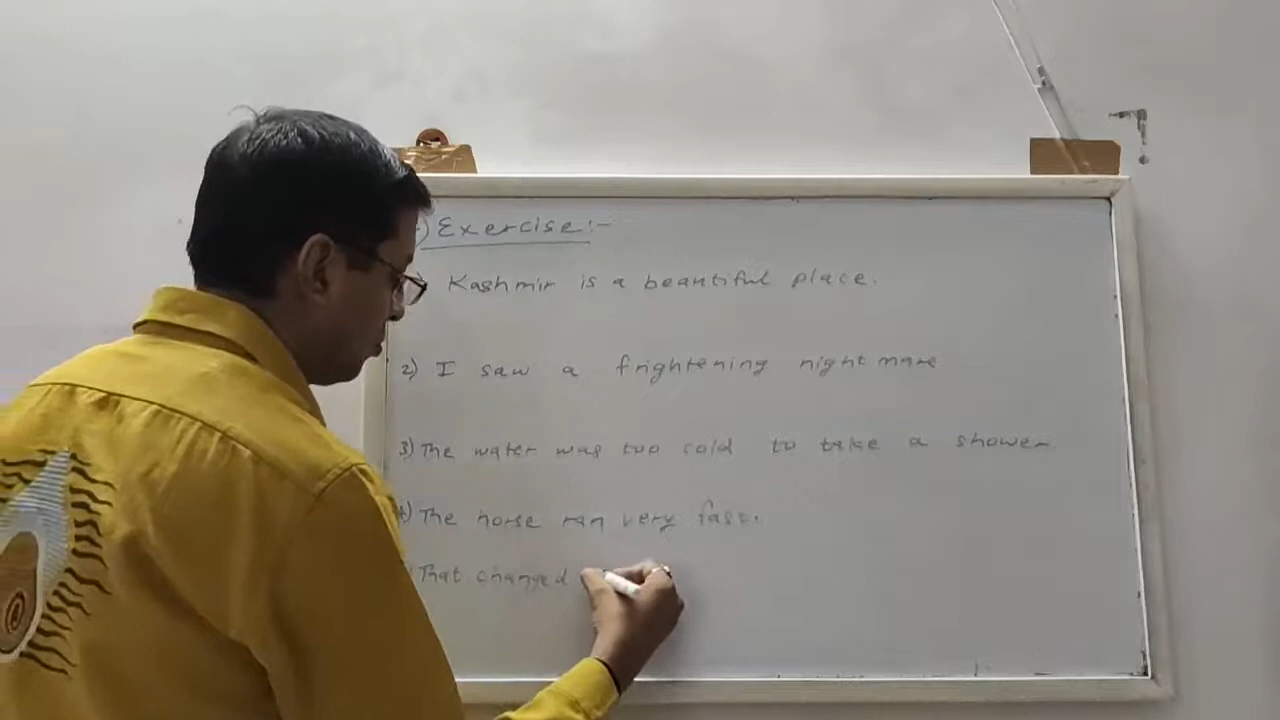 ) Exercise:-
) Kashmir is a beautiful place.
2) I saw a frightening nightmare
3) The water was too cold to take a shower
4) The horse ran very fast.
That changed